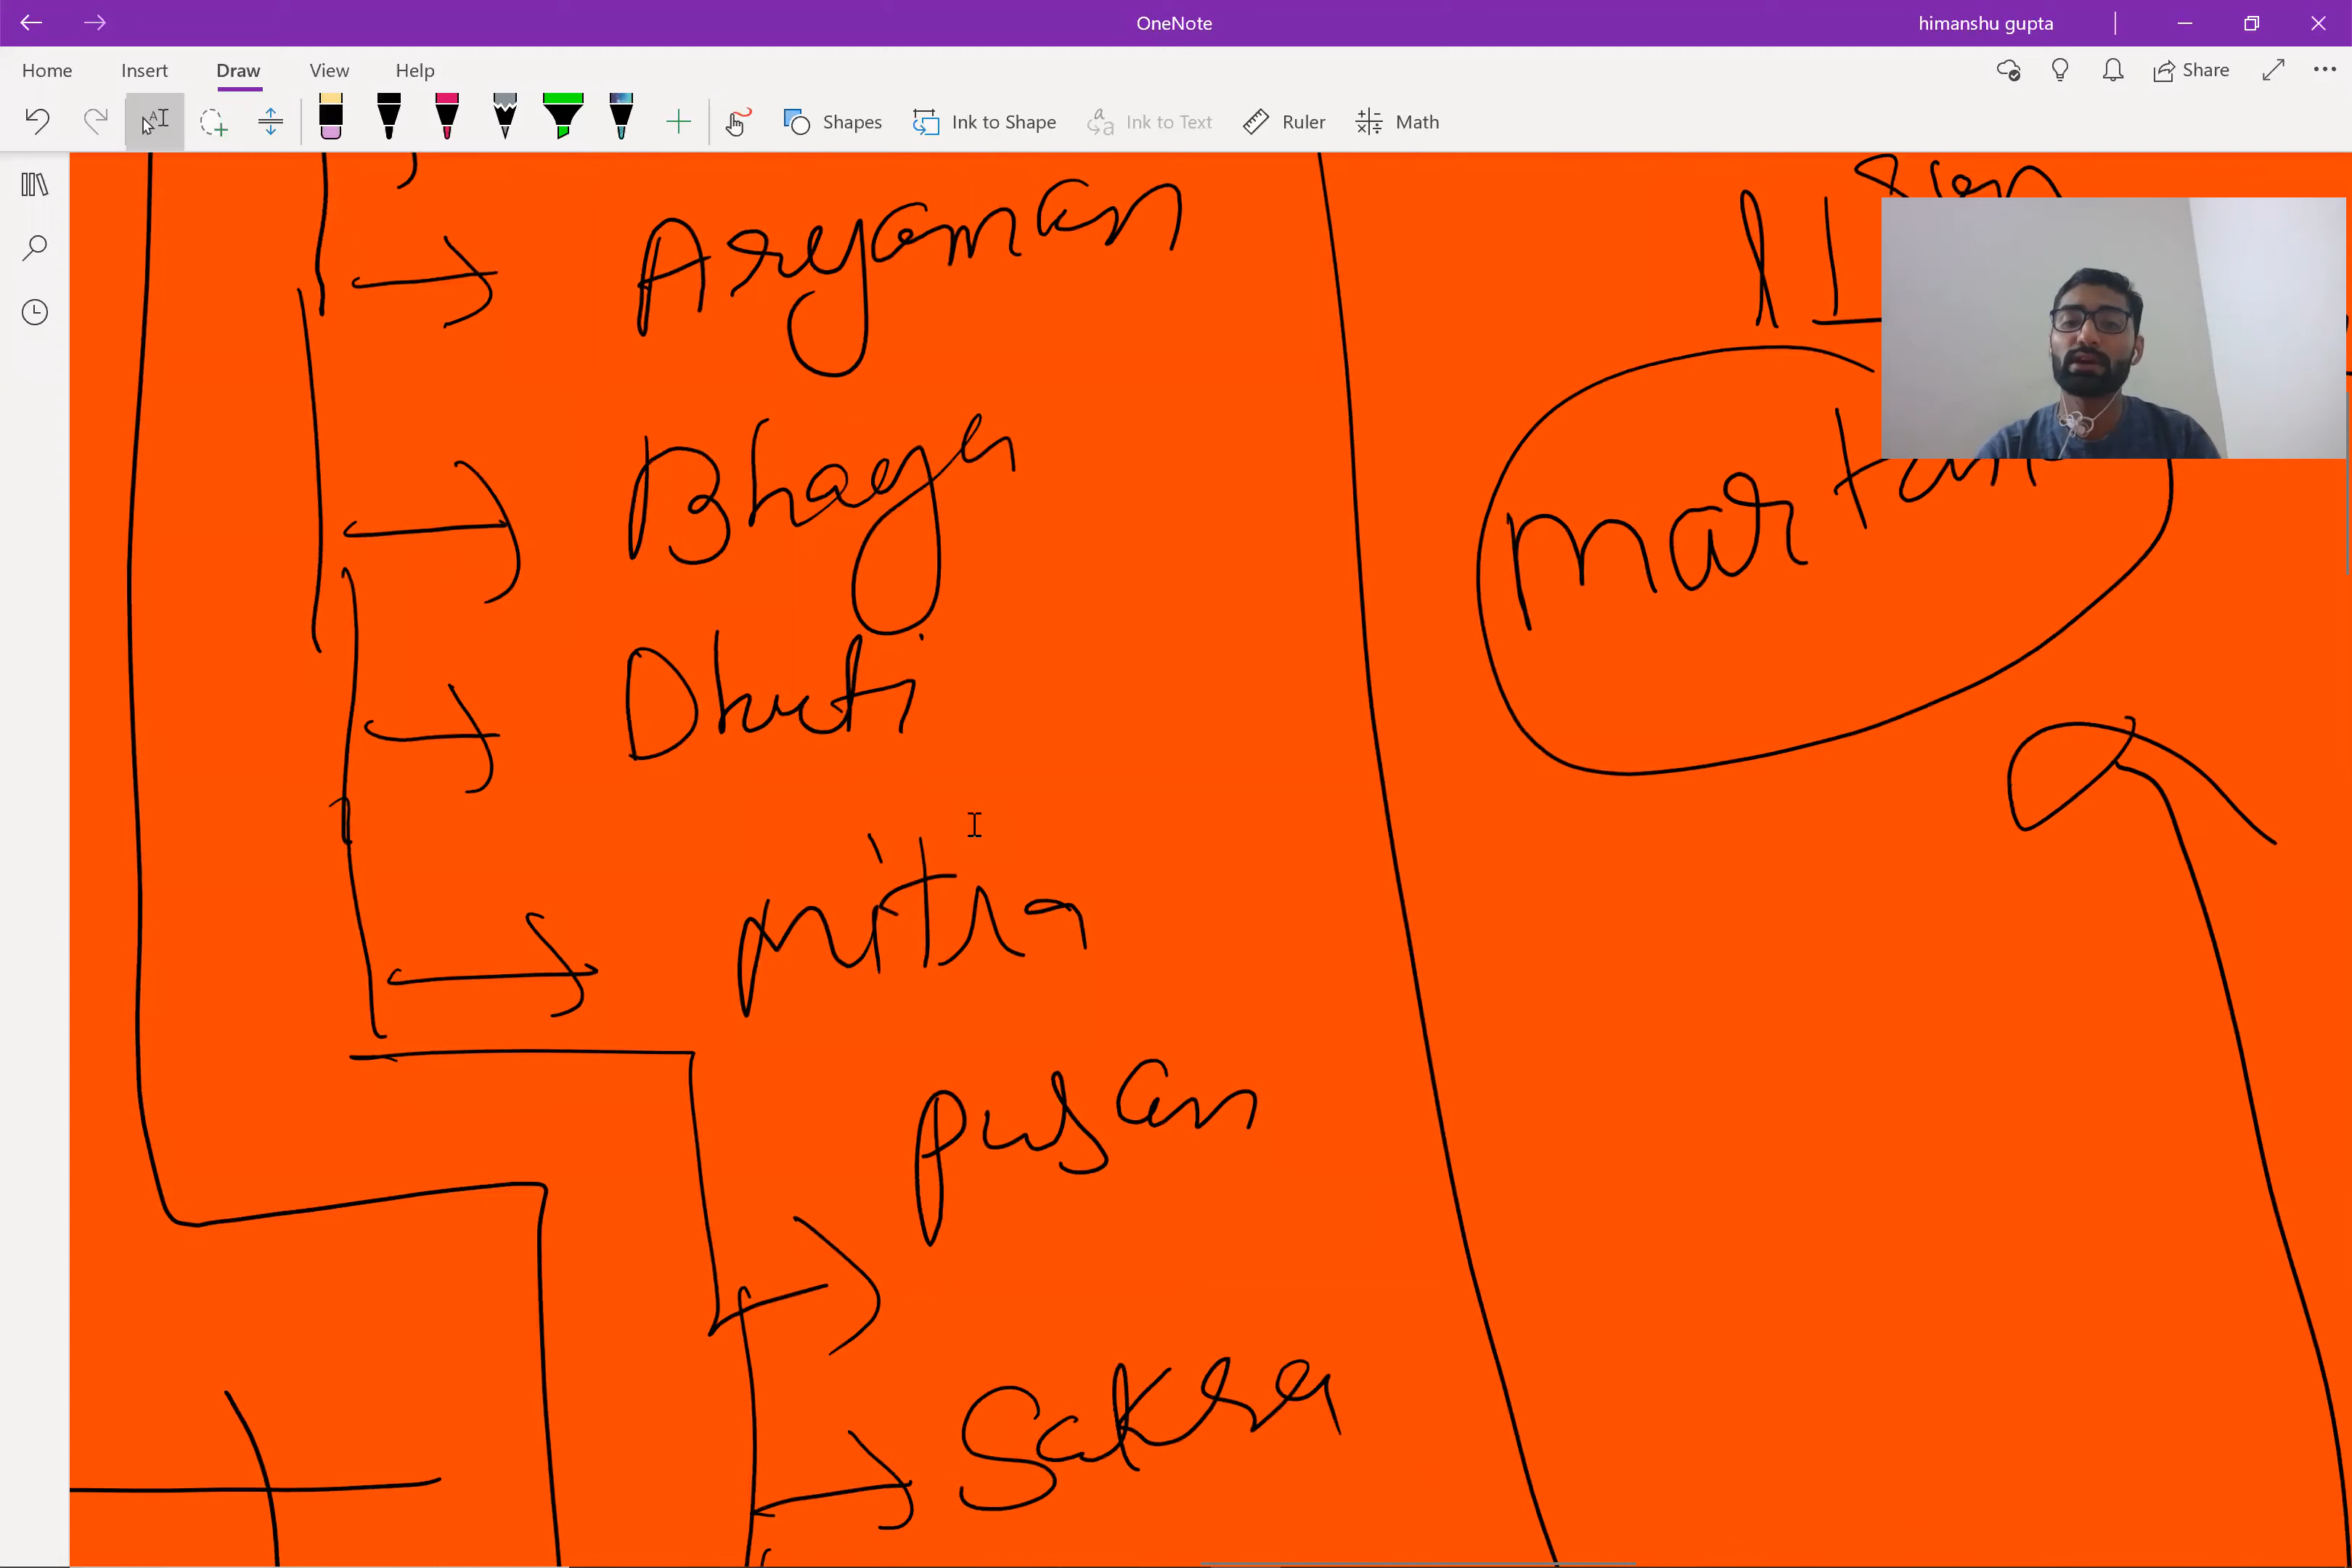 OneNote
himanshu gupta
Home Insert Draw View Help
Share
Shapes Ink to Shape Ink to Text Ruler Math
Aryaman
Bhaga
Dhuti
mitra
pusan
Sakra